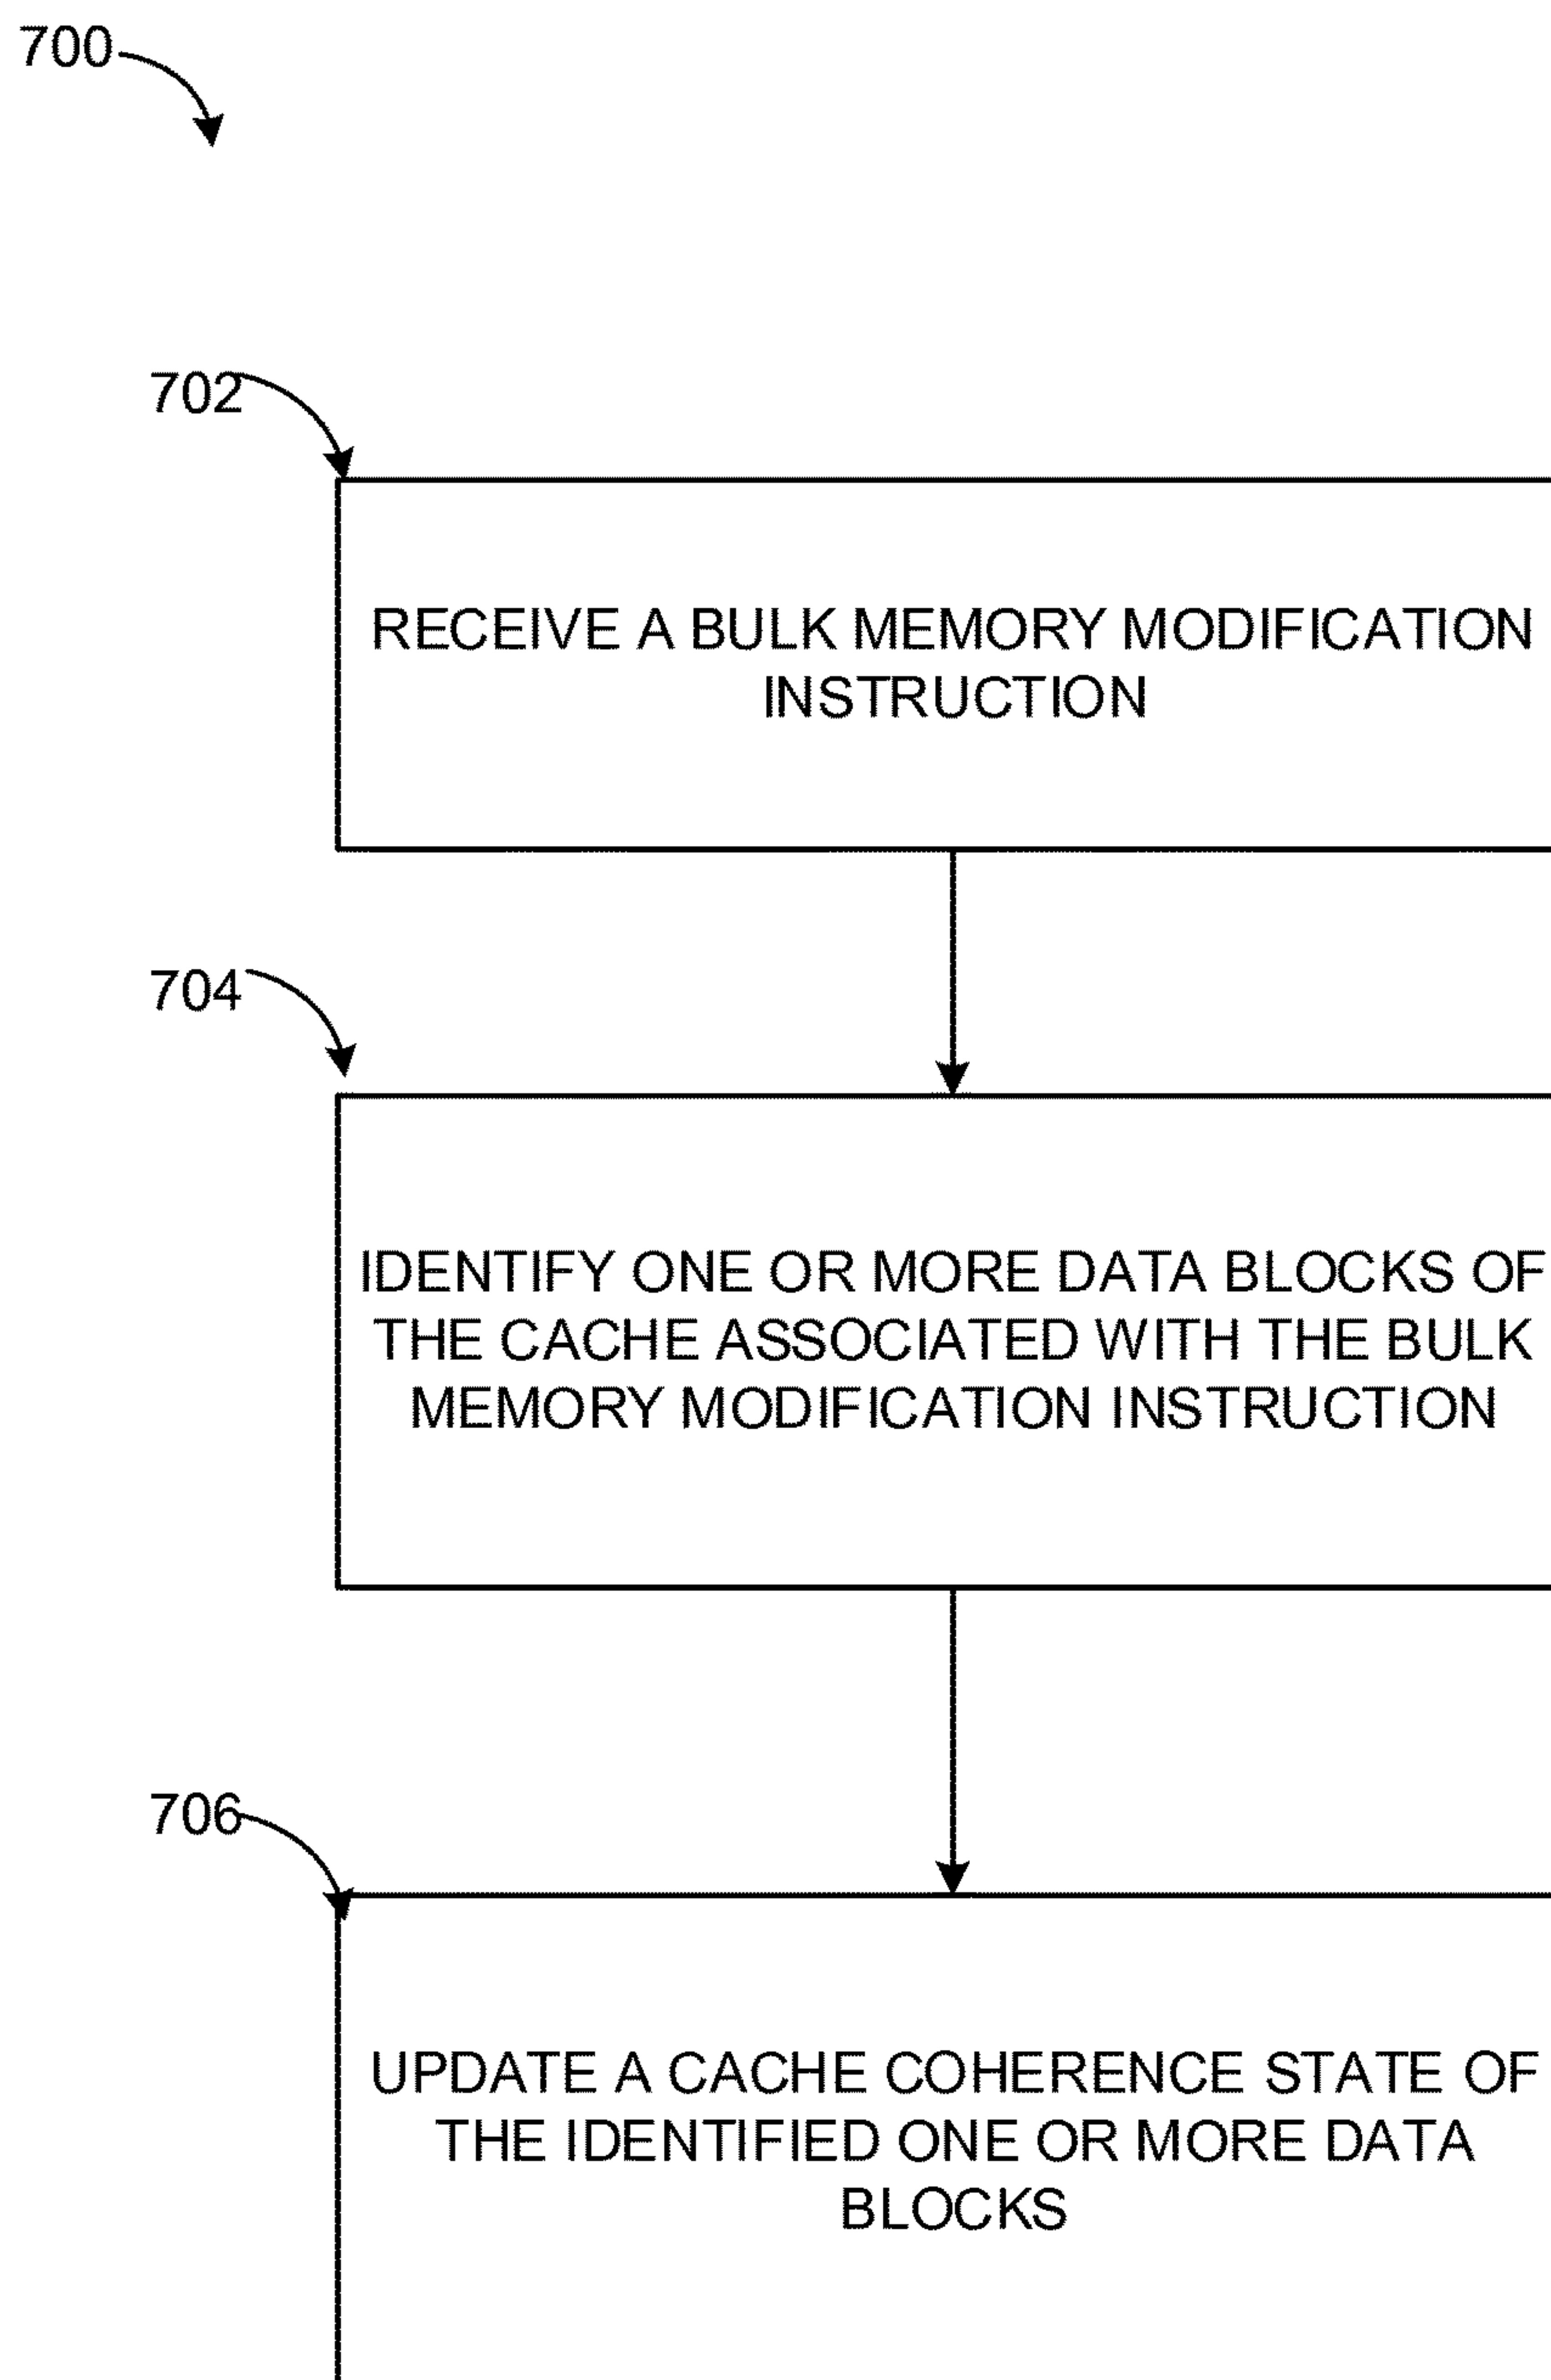 700
702
RECEIVE A BULK MEMORY MODIFICATION
INSTRUCTION
704
IDENTIFY ONE OR MORE DATA BLOCKS OF
THE CACHE ASSOCIATED WITH THE BULK
MEMORY MODIFICATION INSTRUCTION
706
UPDATE A CACHE COHERENCE STATE OF
THE IDENTIFIED ONE OR MORE DATA
BLOCKS